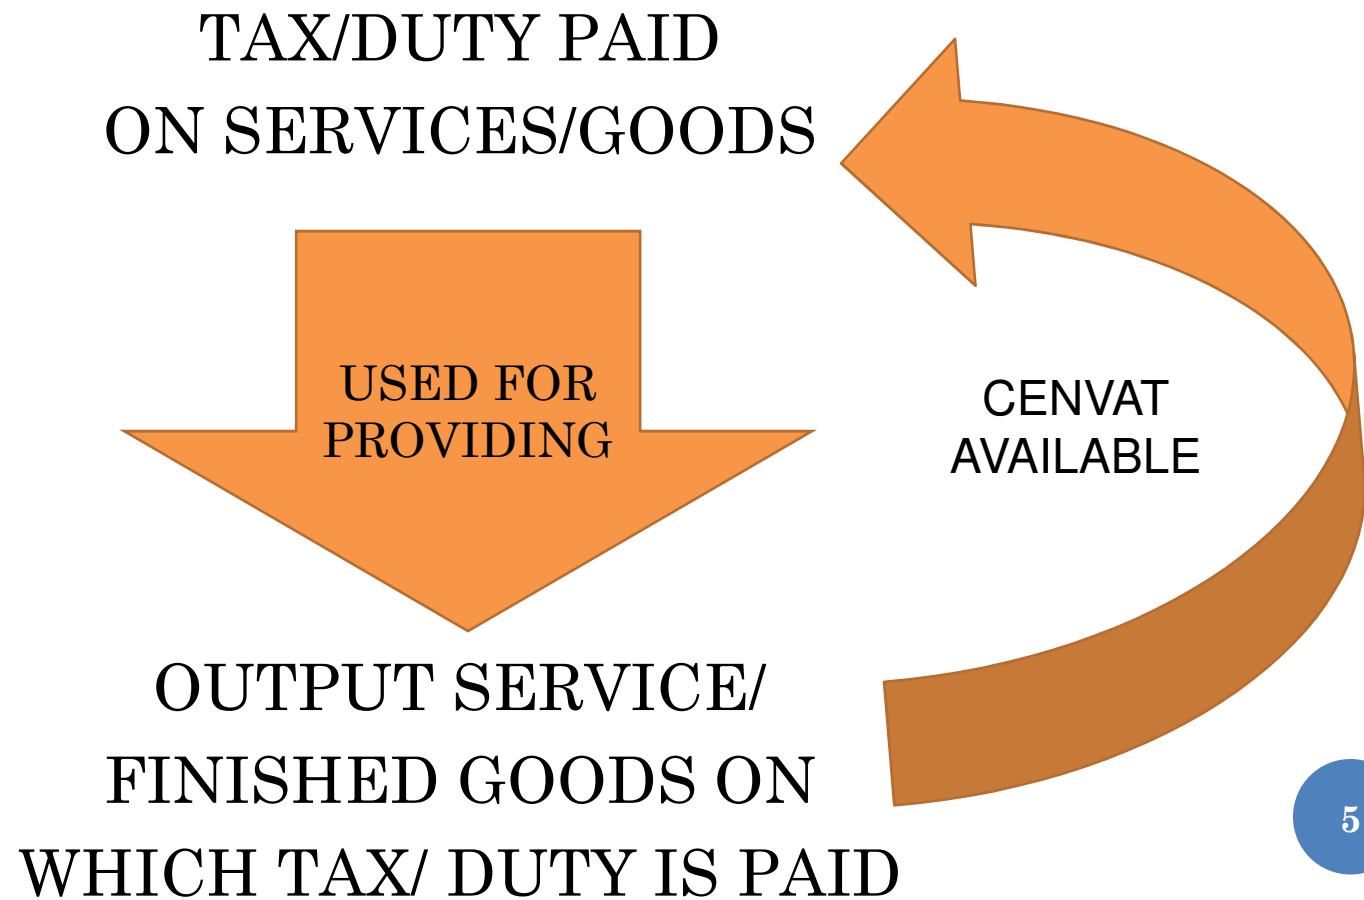 TAX/DUTY PAID
ON SERVICES/GOODS
USED FOR
PROVIDING
CENVAT
AVAILABLE
OUTPUT SERVICE/
FINISHED GOODS ON
WHICH TAX/ DUTY IS PAID
5